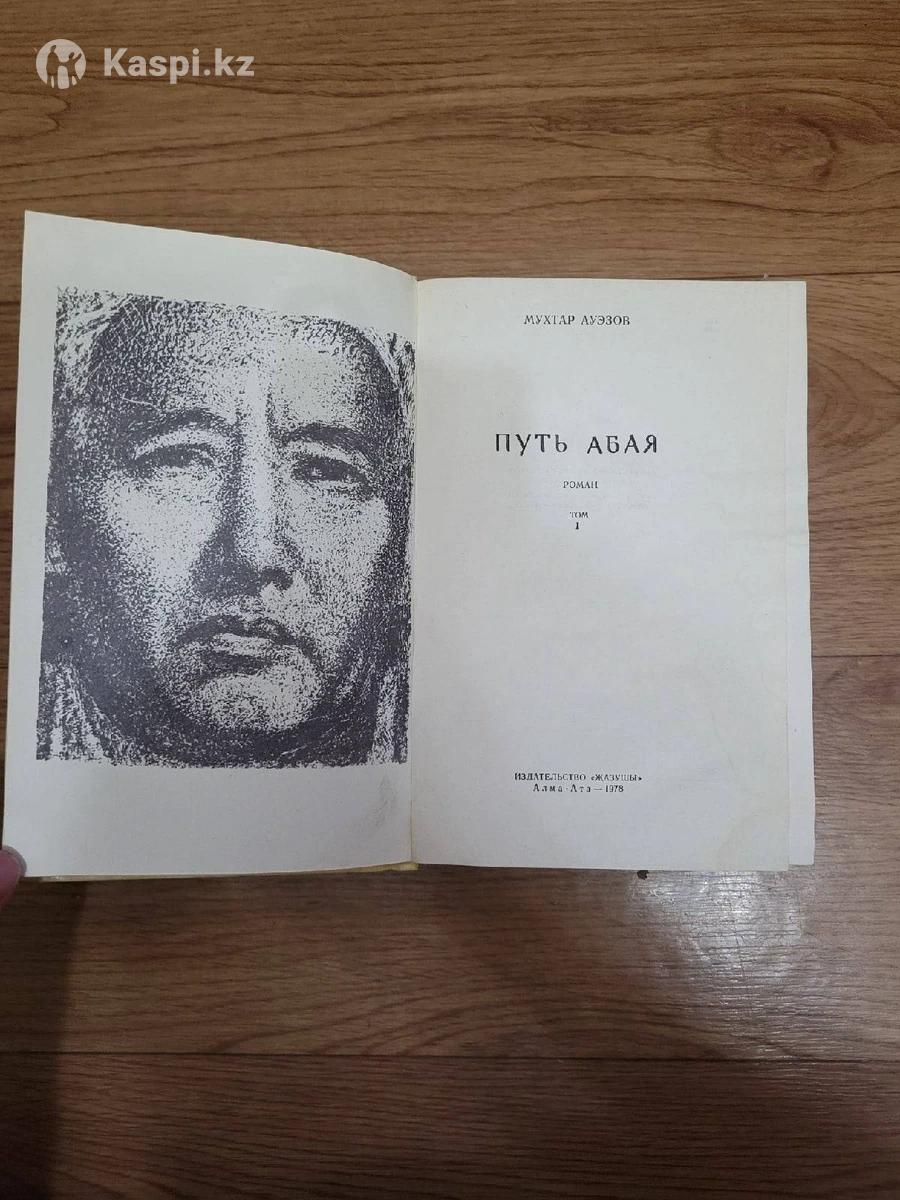 Kaspi.kz
МУХТАР АУЭЗОВ
ПУТЬ АБАЯ
РОМАН
ТОМ
I
ИЗДАТЕЛЬСТВО «ЖАЗУШЫ»
Алма-Ата—1978